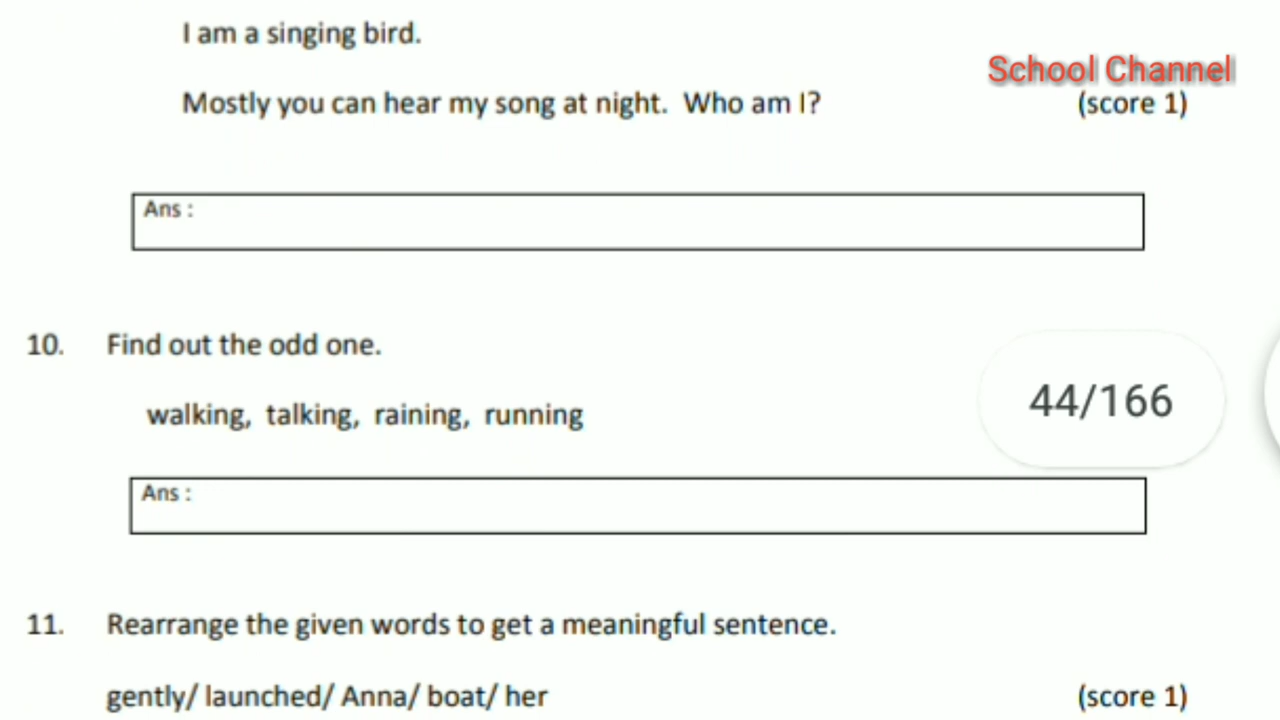 I am a singing bird.
School Channel
Mostly you can hear my song at night. Who am I? (score 1)
Ans :
10. Find out the odd one.
44/166
walking, talking, raining, running
Ans :
11. Rearrange the given words to get a meaningful sentence.
gently/ launched/ Anna/ boat/ her (score 1)